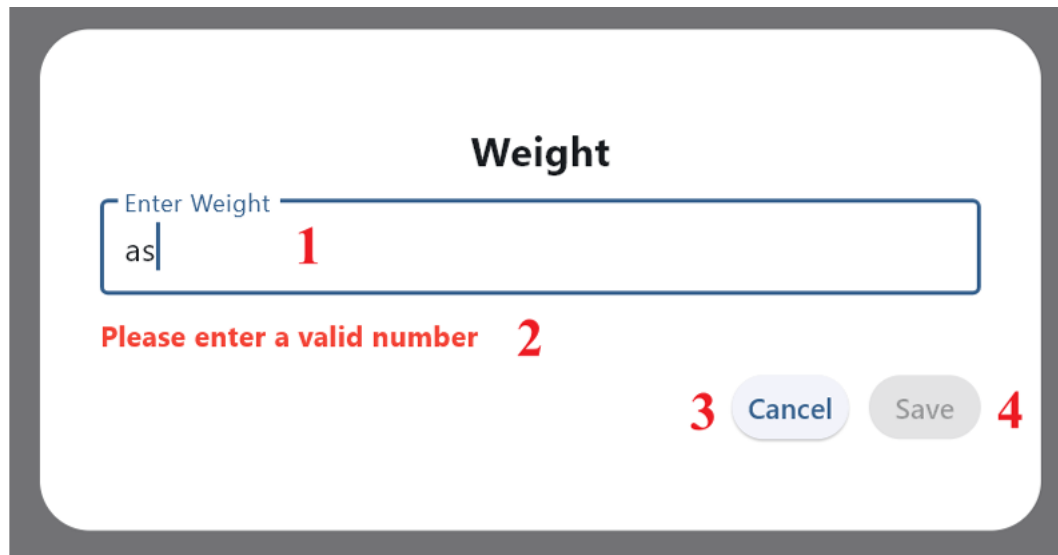 Weight
Enter Weight
as 1
Please enter a valid number 2
3 Cancel Save 4